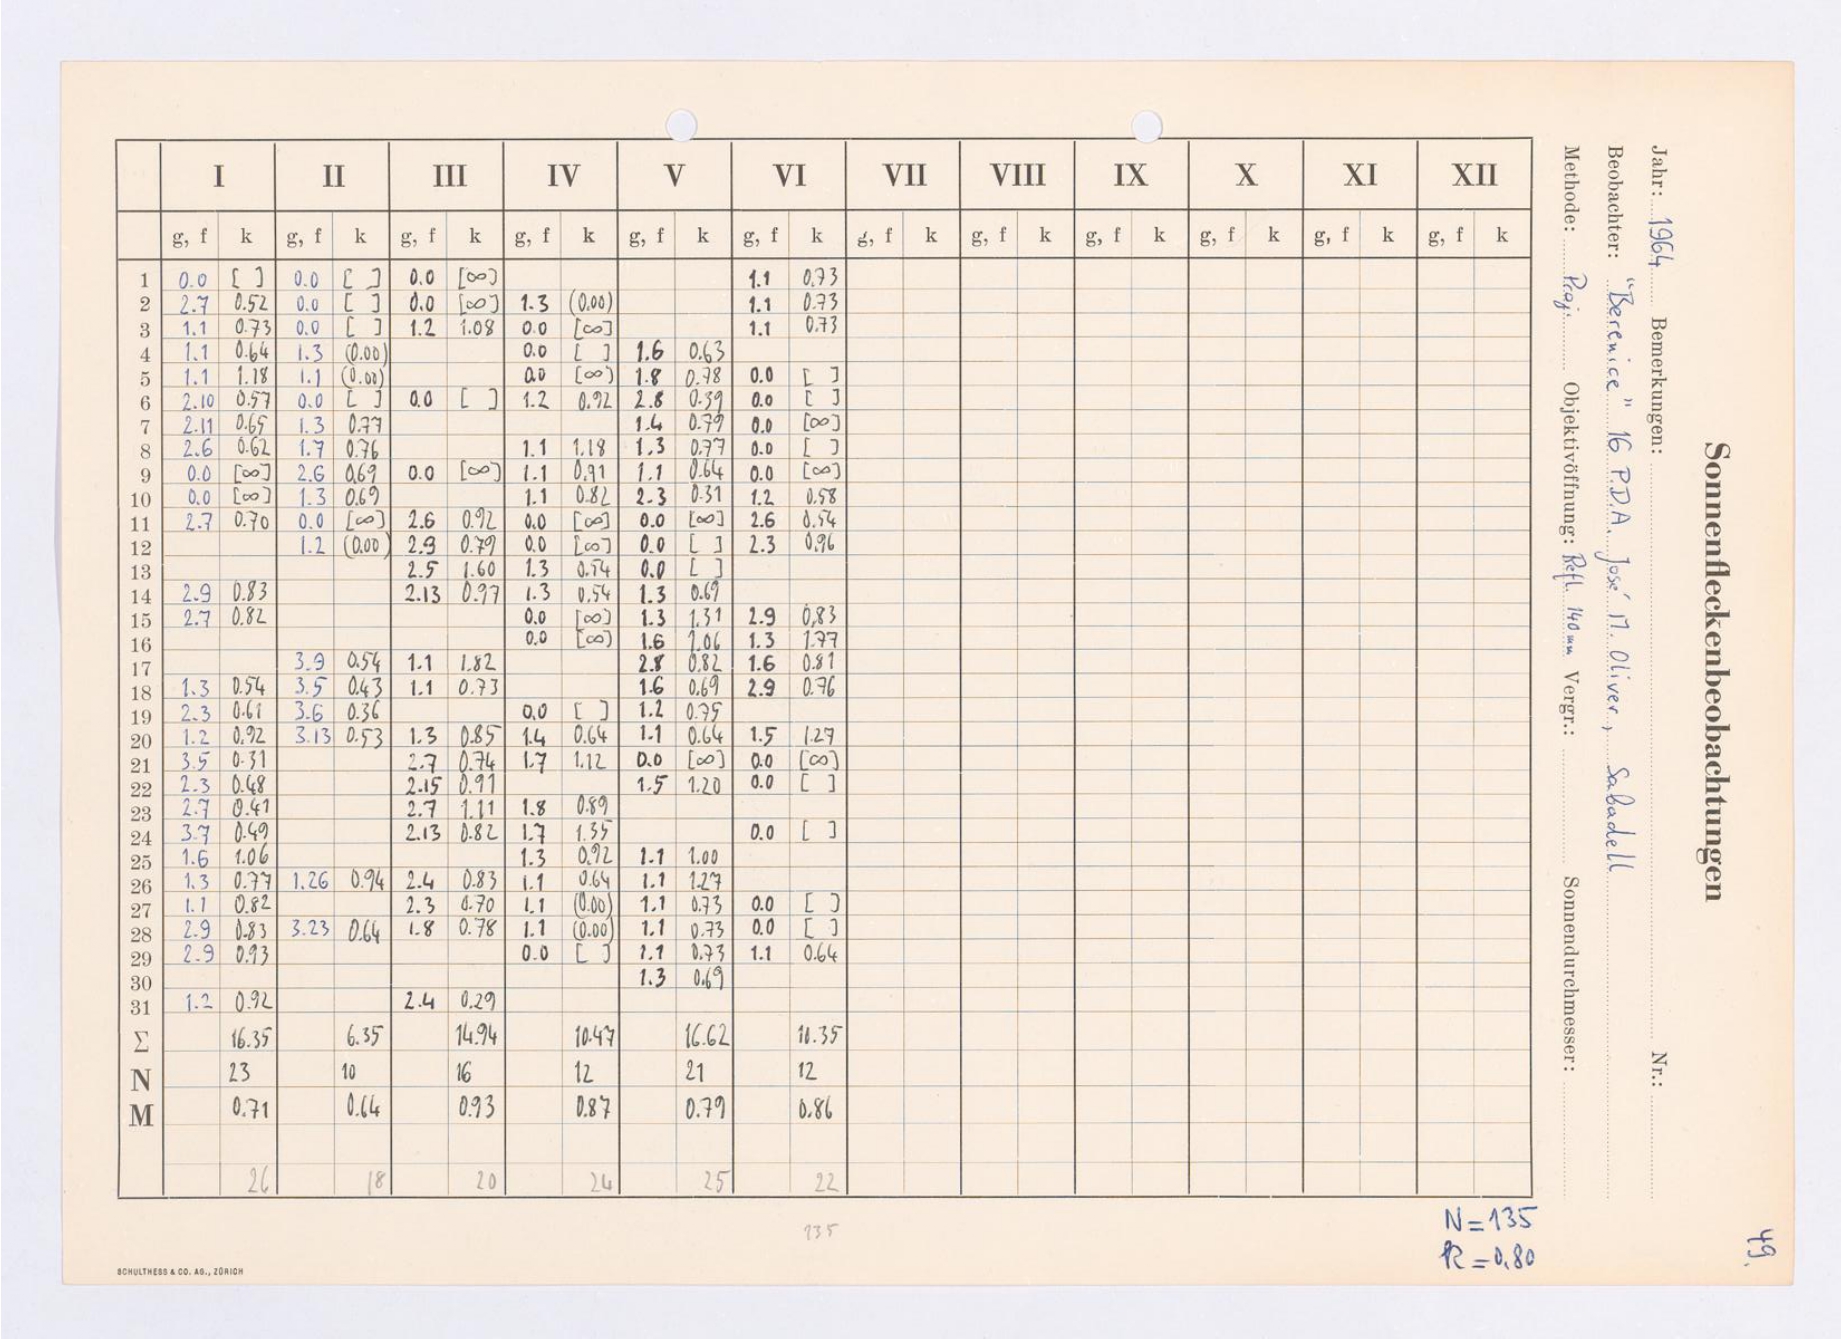 Sonnenfleckenbeobachtungen
Jahr: 1964 Bemerkungen: Nr.:
Beobachter: "Berenice" 16 P.D.A. José M. Oliver, Sabadell
Methode: Proj. Objektivöffnung: Refl. 140mm Vergr.: Sonnendurchmesser:
I II III IV V VI VII VIII IX X XI XII
g, f k g, f k g, f k g, f k g, f k g, f k g, f k g, f k g, f k g, f k g, f k g, f k
1 0.0 [ ] 0.0 [ ] 0.0 [∞] 1.1 0.73
2 2.7 0.52 0.0 [ ] 0.0 [∞] 1.3 (0.00) 1.1 0.73
3 1.1 0.73 0.0 [ ] 1.2 1.08 0.0 [∞] 1.1 0.73
4 1.1 0.64 1.3 (0.00) 0.0 [ ] 1.6 0.63
5 1.1 1.18 1.1 (0.00) 0.0 [∞) 1.8 0.78 0.0 [ ]
6 2.10 0.57 0.0 [ ] 0.0 [ ] 1.2 0.92 2.8 0.39 0.0 [ ]
7 2.11 0.65 1.3 0.77 1.4 0.79 0.0 [∞]
8 2.6 0.62 1.7 0.76 1.1 1.18 1.3 0.77 0.0 [ ]
9 0.0 [∞] 2.6 0.69 0.0 [∞] 1.1 0.91 1.1 0.64 0.0 [∞]
10 0.0 [∞] 1.3 0.69 1.1 0.82 2.3 0.31 1.2 0.58
11 2.7 0.70 0.0 [∞] 2.6 0.92 0.0 [∞] 0.0 [∞] 2.6 0.54
12 1.2 (0.00) 2.9 0.79 0.0 [∞] 0.0 [ ] 2.3 0.96
13 2.5 1.60 1.3 0.54 0.0 [ ]
14 2.9 0.83 2.13 0.97 1.3 0.54 1.3 0.69
15 2.7 0.82 0.0 [∞] 1.3 1.31 2.9 0.83
16 0.0 [∞] 1.6 1.06 1.3 1.77
17 3.9 0.54 1.1 1.82 2.8 0.82 1.6 0.81
18 1.3 0.54 3.5 0.43 1.1 0.73 1.6 0.69 2.9 0.76
19 2.3 0.61 3.6 0.36 0.0 [ ] 1.2 0.75
20 1.2 0.92 3.13 0.53 1.3 0.85 1.4 0.64 1.1 0.64 1.5 1.27
21 3.5 0.31 2.7 0.74 1.7 1.12 0.0 [∞] 0.0 [∞)
22 2.3 0.48 2.15 0.91 1.5 1.20 0.0 [ ]
23 2.7 0.41 2.7 1.11 1.8 0.89
24 3.7 0.49 2.13 0.82 1.7 1.35 0.0 [ ]
25 1.6 1.06 1.3 0.92 1.1 1.00
26 1.3 0.77 1.26 0.94 2.4 0.83 1.1 0.64 1.1 1.27
27 1.1 0.82 2.3 0.70 1.1 (0.00) 1.1 0.73 0.0 [ ]
28 2.9 0.83 3.23 0.64 1.8 0.78 1.1 (0.00) 1.1 0.73 0.0 [ ]
29 2.9 0.93 0.0 [ ] 1.1 0.73 1.1 0.64
30 1.3 0.69
31 1.2 0.92 2.4 0.29
Σ 16.35 6.35 14.94 10.47 16.62 10.35
N 23 10 16 12 21 12
M 0.71 0.64 0.93 0.87 0.79 0.86
26 18 20 24 25 22
135
N = 135
k = 0.80
49.
SCHULTHESS & CO. AG., ZÜRICH